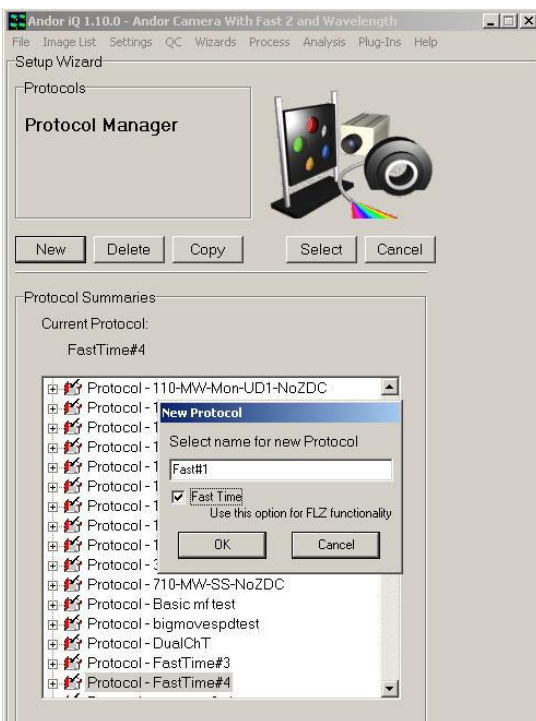 Andor iQ 1.10.0 - Andor Camera With Fast Z and Wavelength
File Image List Settings QC Wizards Process Analysis Plug-Ins Help
Setup Wizard
Protocols
Protocol Manager
New Delete Copy Select Cancel
Protocol Summaries
Current Protocol:
FastTime#4
Protocol - 110-MW-Mon-UD1-NoZDC
Protocol - 1
Protocol - 1
Protocol - 1
Protocol - 1
Protocol - 1
Protocol - 1
Protocol - 1
Protocol - 1
Protocol - 3
Protocol - 710-MW-SS-NoZDC
Protocol - Basic mf test
Protocol - bigmovespdtest
Protocol - DualChT
Protocol - FastTime#3
Protocol - FastTime#4
New Protocol
Select name for new Protocol
Fast#1
Fast Time
Use this option for FLZ functionality
OK Cancel